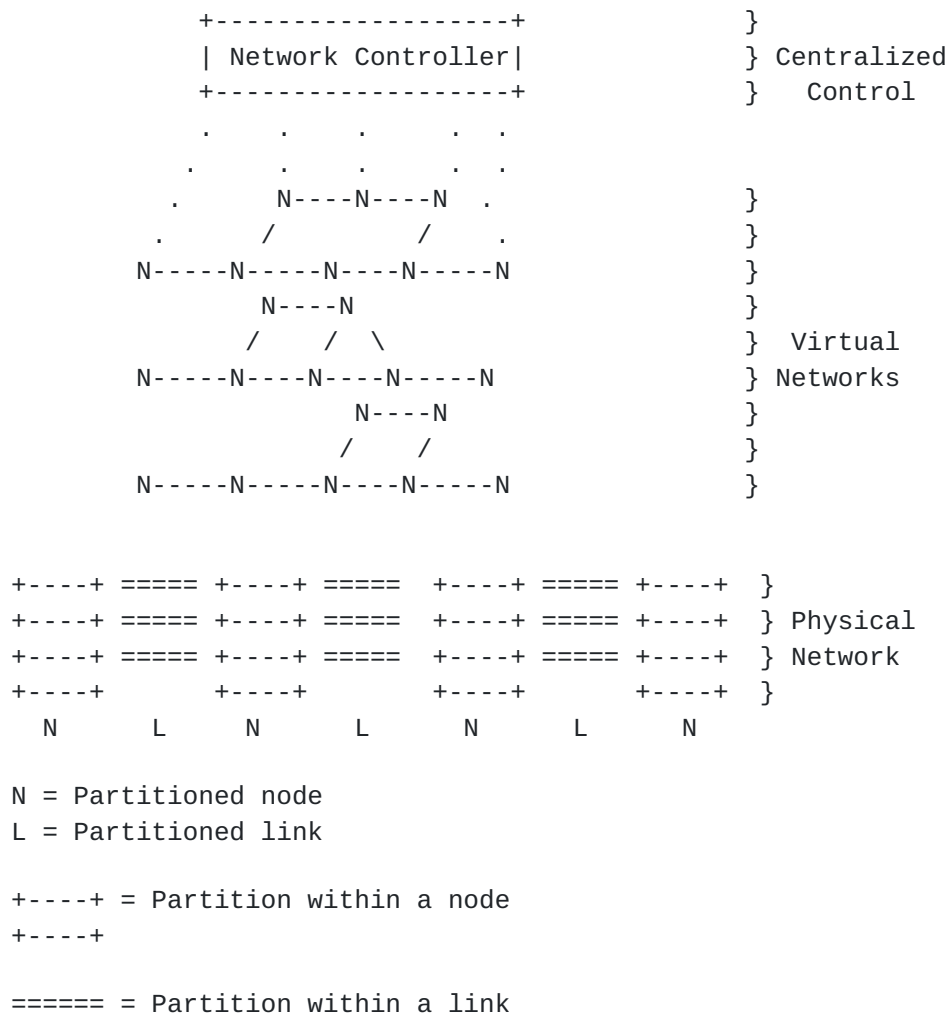 +-------------------+              }
            | Network Controller|              } Centralized
            +-------------------+              }   Control
            .    .    .     .  .
           .     .    .     .  .
          .      N----N----N  .                }
         .      /         /    .               }
        N-----N-----N----N-----N               }
                N----N                         }
               /    /  \                       }  Virtual
        N-----N----N----N-----N                } Networks
                      N----N                   }
                     /    /                    }
        N-----N-----N----N-----N               }

+----+ ===== +----+ =====  +----+ ===== +----+  }
+----+ ===== +----+ =====  +----+ ===== +----+  } Physical
+----+ ===== +----+ =====  +----+ ===== +----+  } Network
+----+       +----+        +----+       +----+  }
  N      L     N      L      N      L      N

N = Partitioned node
L = Partitioned link

+----+ = Partition within a node
+----+

====== = Partition within a link